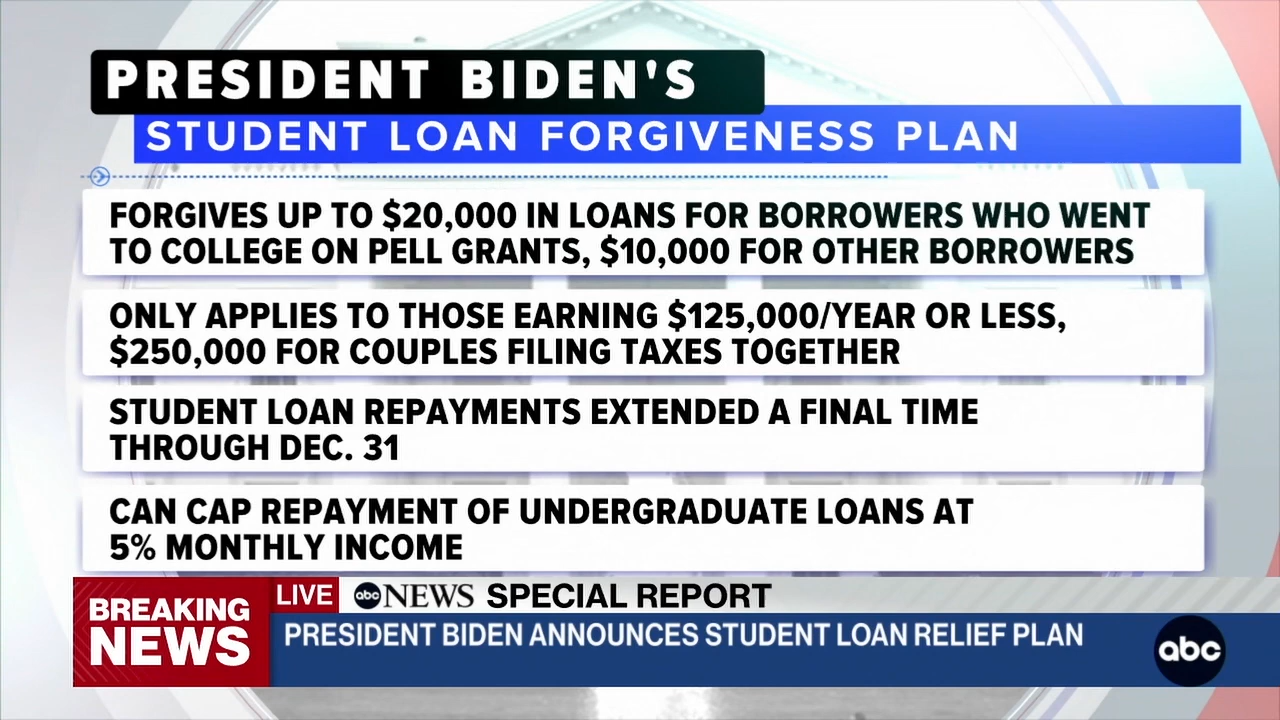 PRESIDENT BIDEN'S
STUDENT LOAN FORGIVENESS PLAN
FORGIVES UP TO $20,000 IN LOANS FOR BORROWERS WHO WENT
TO COLLEGE ON PELL GRANTS, $10,000 FOR OTHER BORROWERS
ONLY APPLIES TO THOSE EARNING $125,000/YEAR OR LESS,
$250,000 FOR COUPLES FILING TAXES TOGETHER
STUDENT LOAN REPAYMENTS EXTENDED A FINAL TIME
THROUGH DEC. 31
CAN CAP REPAYMENT OF UNDERGRADUATE LOANS AT
5% MONTHLY INCOME
BREAKING
NEWS
LIVE abc NEWS SPECIAL REPORT
PRESIDENT BIDEN ANNOUNCES STUDENT LOAN RELIEF PLAN
abc